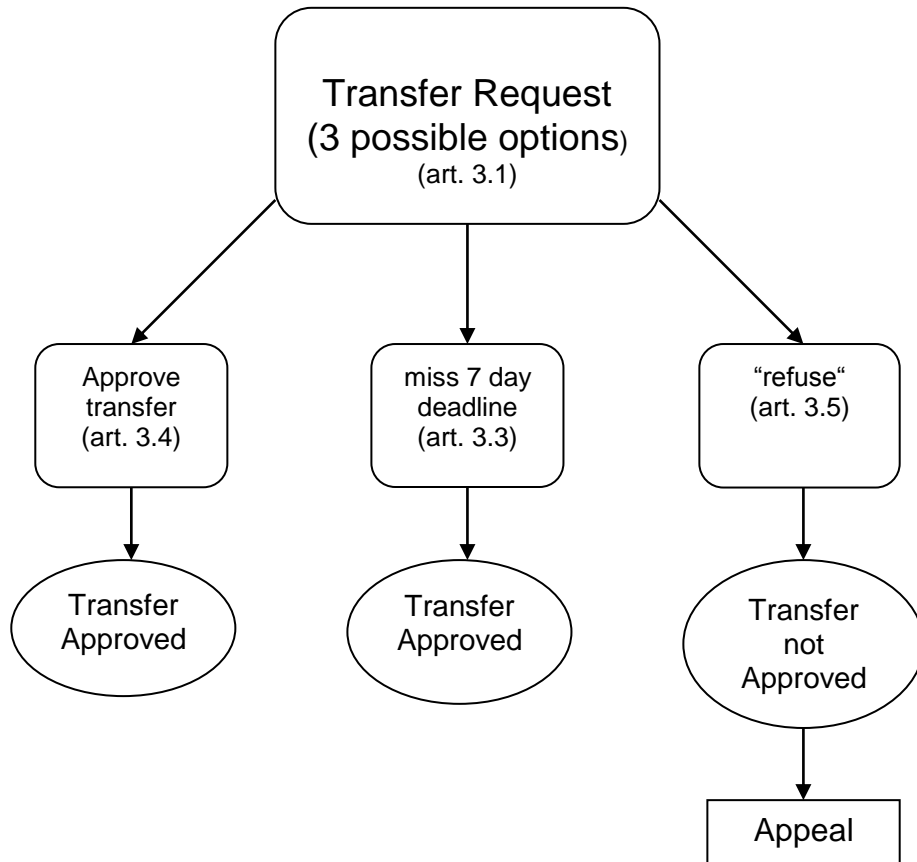 Transfer Request
(3 possible options)
(art. 3.1)
Approve
transfer
(art. 3.4)
miss 7 day
deadline
(art. 3.3)
“refuse“
(art. 3.5)
Transfer
Approved
Transfer
Approved
Transfer
not
Approved
Appeal